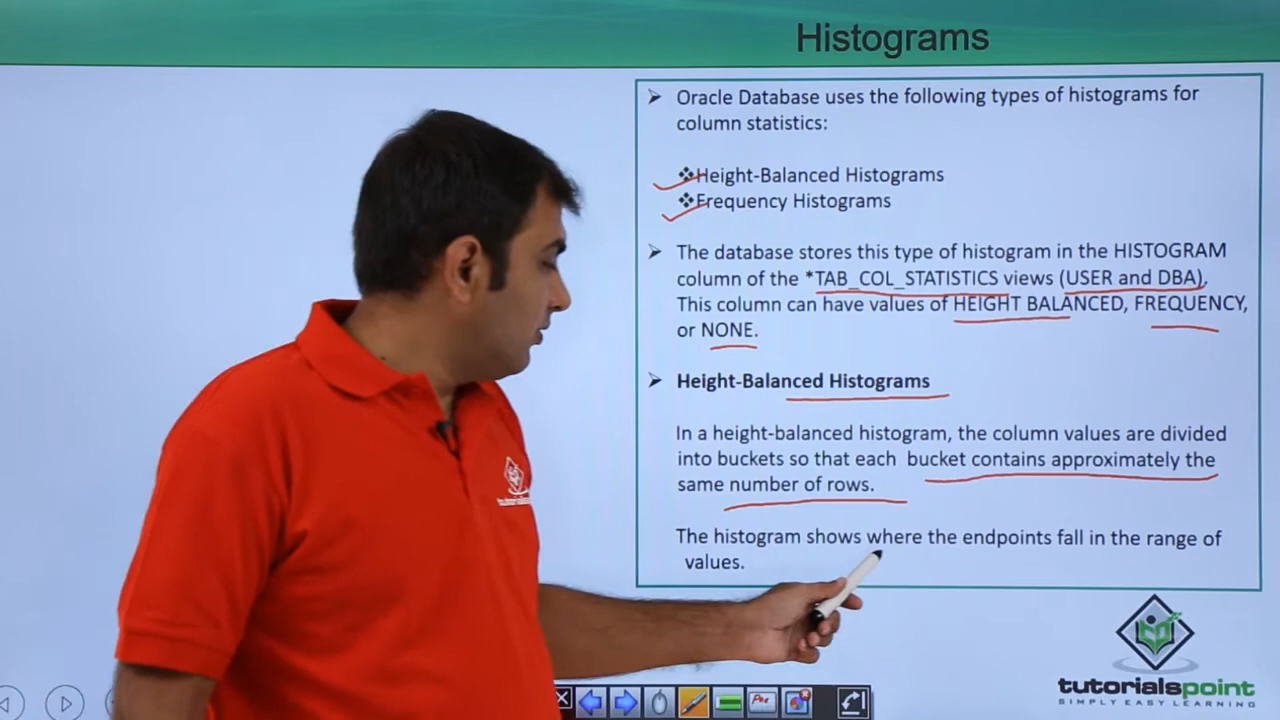 Histograms
➢ Oracle Database uses the following types of histograms for
column statistics:
❖Height-Balanced Histograms
❖Frequency Histograms
➢ The database stores this type of histogram in the HISTOGRAM
column of the *TAB_COL_STATISTICS views (USER and DBA).
This column can have values of HEIGHT BALANCED, FREQUENCY,
or NONE.
➢ Height-Balanced Histograms
In a height-balanced histogram, the column values are divided
into buckets so that each bucket contains approximately the
same number of rows.
The histogram shows where the endpoints fall in the range of
values.
tutorialspoint
SIMPLY EASY LEARNING